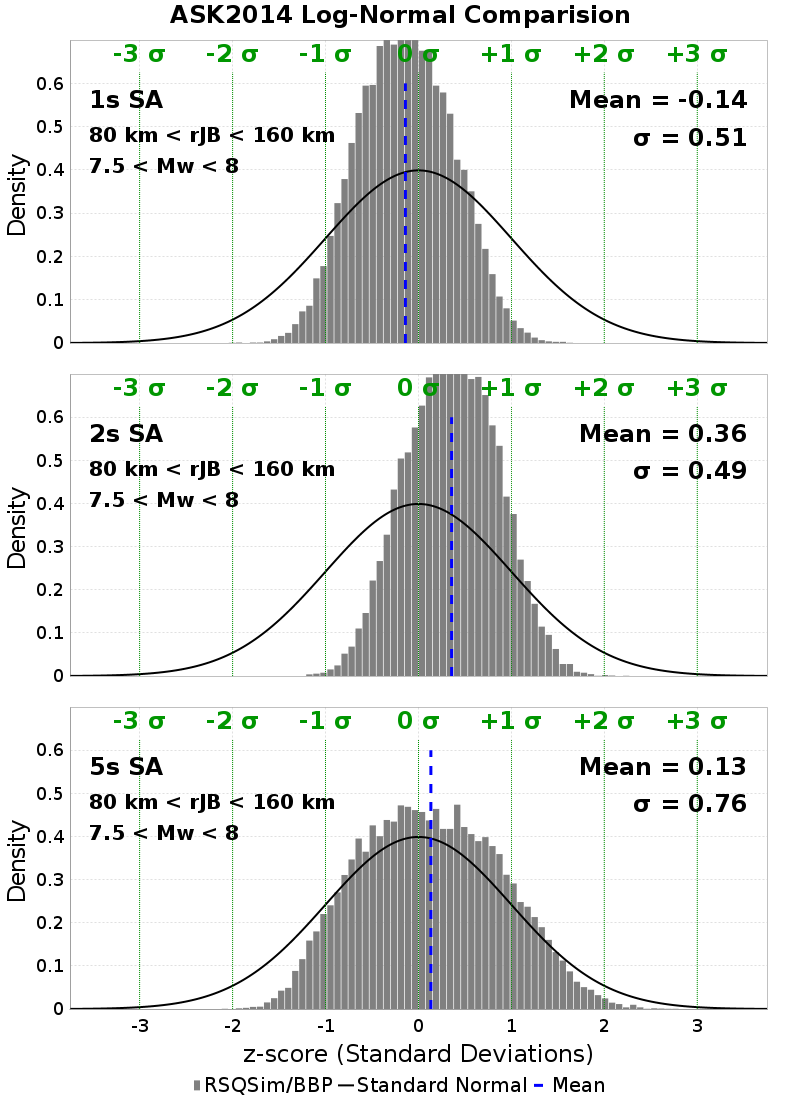 ASK2014 Log-Normal Comparision
-3 σ -2 σ -1 σ 0 σ +1 σ +2 σ +3 σ
1s SA
Mean = -0.14
80 km < rJB < 160 km
σ = 0.51
7.5 < Mw < 8
Density
0.6
0.5
0.4
0.3
0.2
0.1
0
-3 σ -2 σ -1 σ 0 σ +1 σ +2 σ +3 σ
2s SA
Mean = 0.36
80 km < rJB < 160 km
σ = 0.49
7.5 < Mw < 8
Density
0.6
0.5
0.4
0.3
0.2
0.1
0
-3 σ -2 σ -1 σ 0 σ +1 σ +2 σ +3 σ
5s SA
Mean = 0.13
80 km < rJB < 160 km
σ = 0.76
7.5 < Mw < 8
Density
0.6
0.5
0.4
0.3
0.2
0.1
0
-3 -2 -1 0 1 2 3
z-score (Standard Deviations)
RSQSim/BBP Standard Normal Mean